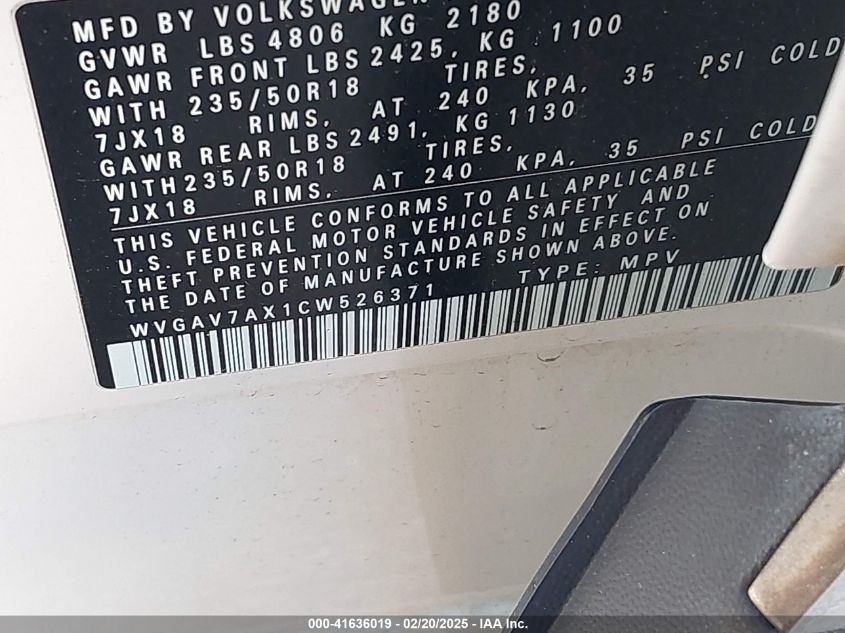 MFD BY VOLKSWAGEN
GVWR LBS 4806 KG 2180
GAWR FRONT LBS 2425, KG 1100
WITH 235/50R18 TIRES,
7JX18 RIMS, AT 240 KPA, 35 PSI COLD
GAWR REAR LBS 2491, KG 1130
WITH 235/50R18 TIRES,
7JX18 RIMS, AT 240 KPA, 35 PSI COLD
THIS VEHICLE CONFORMS TO ALL APPLICABLE
U.S. FEDERAL MOTOR VEHICLE SAFETY AND
THEFT PREVENTION STANDARDS IN EFFECT ON
THE DATE OF MANUFACTURE SHOWN ABOVE.
WVGAV7AX1CW526371 TYPE: MPV
000-41636019 - 02/20/2025 - IAA Inc.